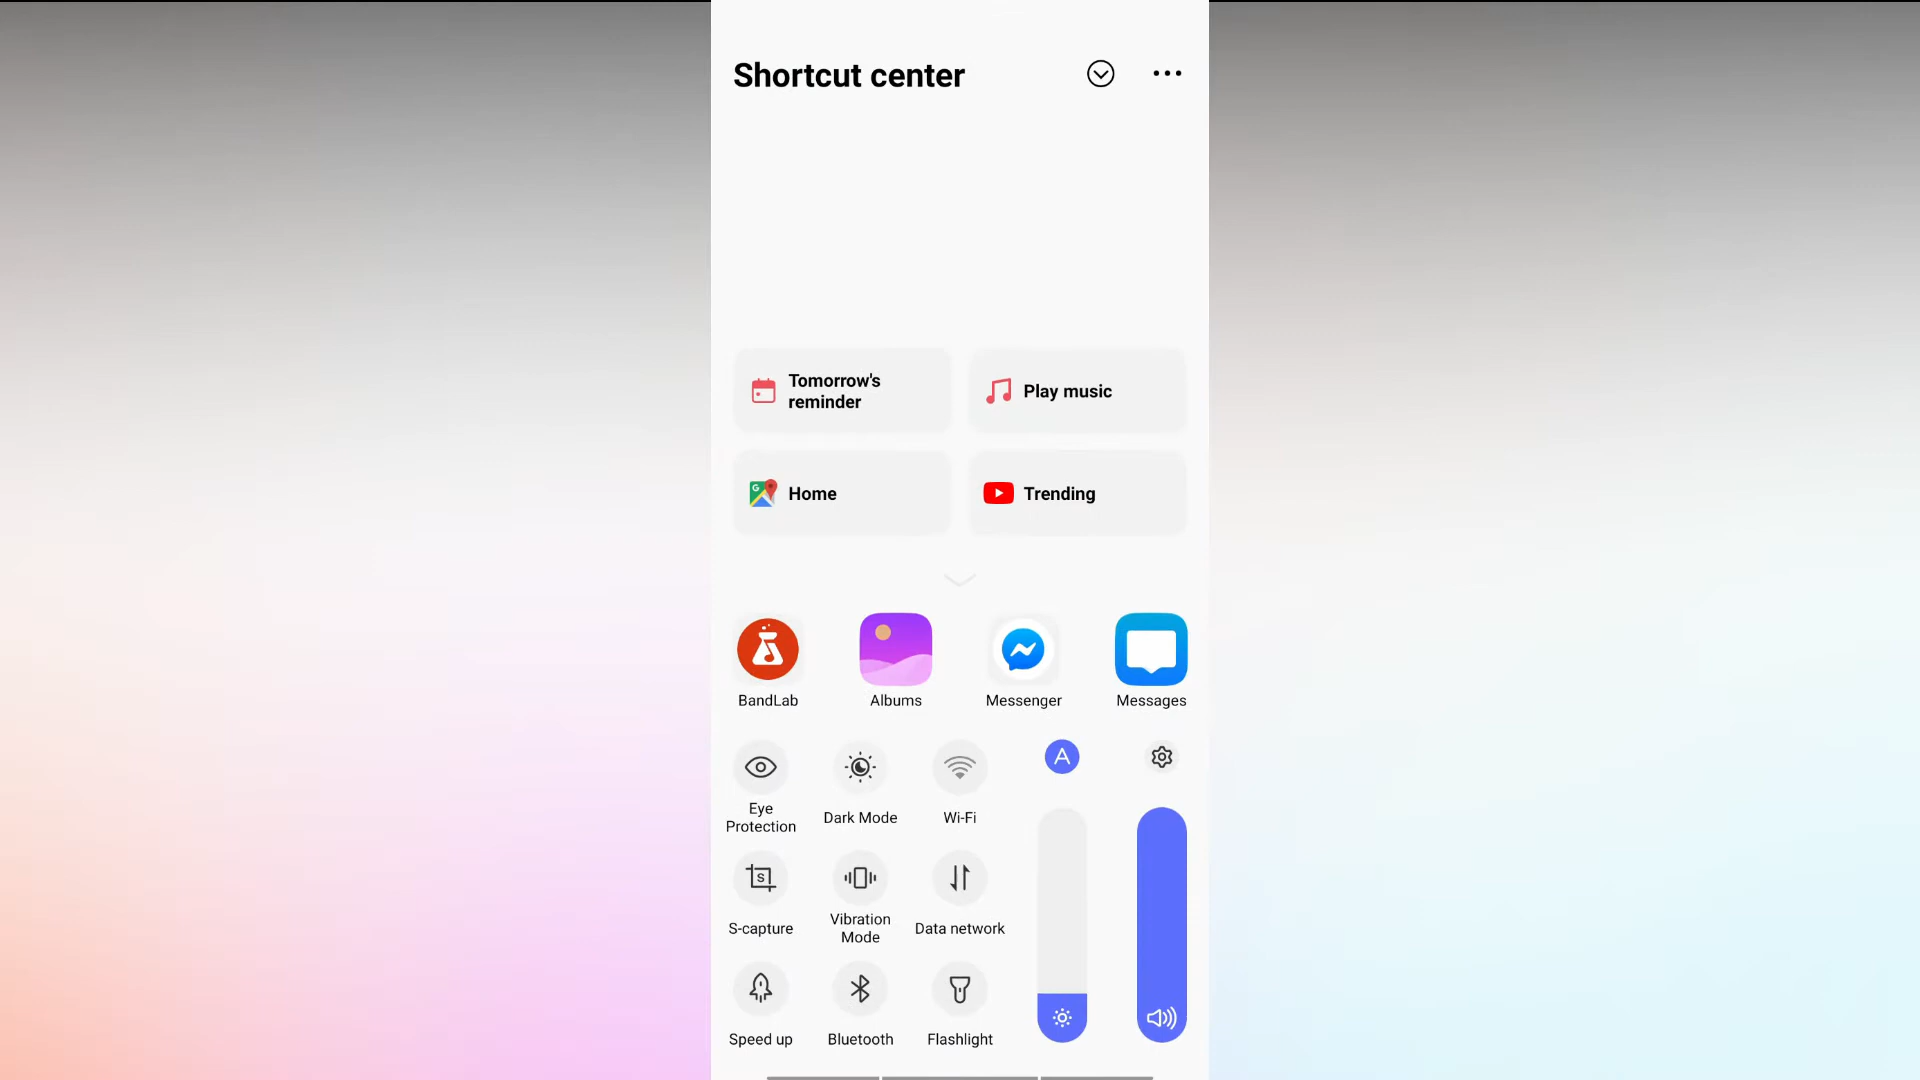 Shortcut center
Tomorrow's
reminder
Play music
Home
Trending
BandLab
Albums
Messenger
Messages
A
Eye
Protection
Dark Mode
Wi-Fi
S
S-capture
Vibration
Mode
Data network
Speed up
Bluetooth
Flashlight